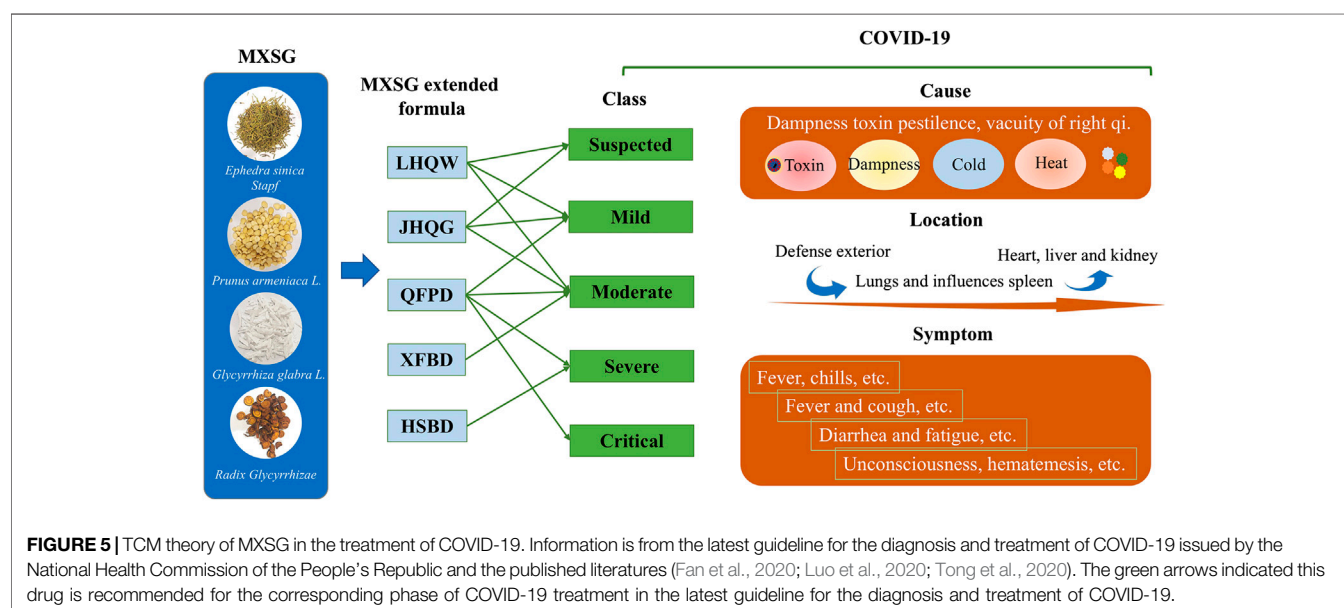 MXSG
Ephedra sinica
Stapf
Prunus armeniaca L.
Glycyrrhiza glabra L.
Radix Glycyrrhizae
MXSG extended
formula
LHQW
JHQG
QFPD
XFBD
HSBD
COVID-19
Class
Suspected
Mild
Moderate
Severe
Critical
Cause
Dampness toxin pestilence, vacuity of right qi.
Toxin
Dampness
Cold
Heat
Location
Defense exterior
Lungs and influences spleen
Heart, liver and kidney
Symptom
Fever, chills, etc.
Fever and cough, etc.
Diarrhea and fatigue, etc.
Unconsciousness, hematemesis, etc.
FIGURE 5 | TCM theory of MXSG in the treatment of COVID-19. Information is from the latest guideline for the diagnosis and treatment of COVID-19 issued by the
National Health Commission of the People's Republic and the published literatures (Fan et al., 2020; Luo et al., 2020; Tong et al., 2020). The green arrows indicated this
drug is recommended for the corresponding phase of COVID-19 treatment in the latest guideline for the diagnosis and treatment of COVID-19.